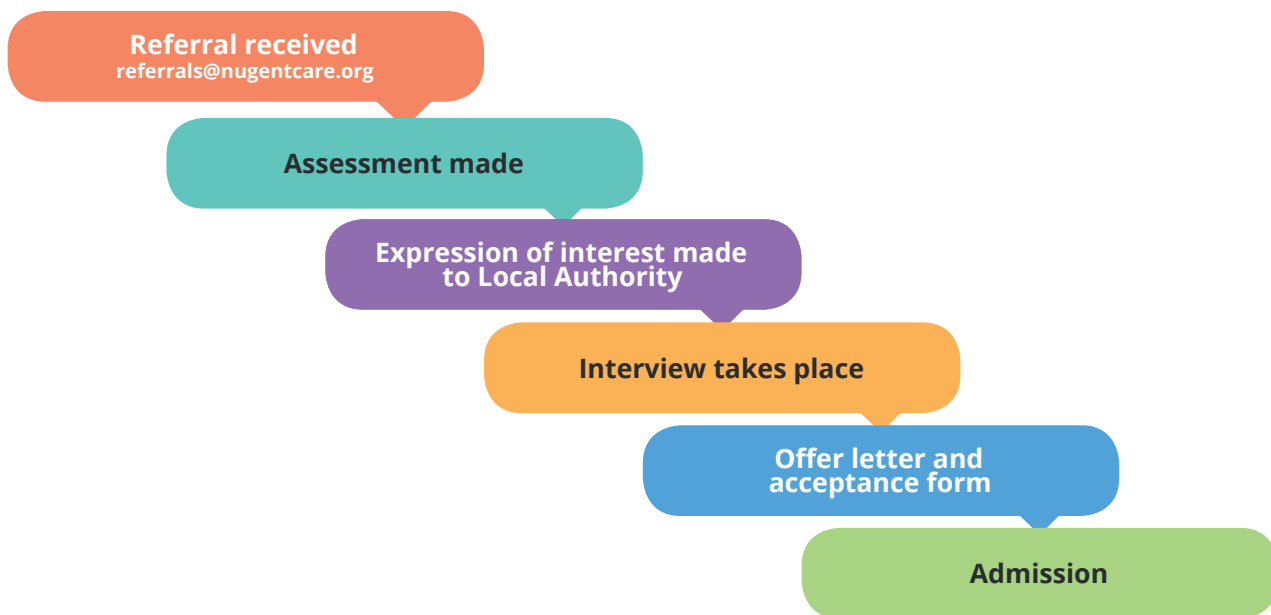 Referral received
referrals@nugentcare.org
Assessment made
Expression of interest made
to Local Authority
Interview takes place
Offer letter and
acceptance form
Admission